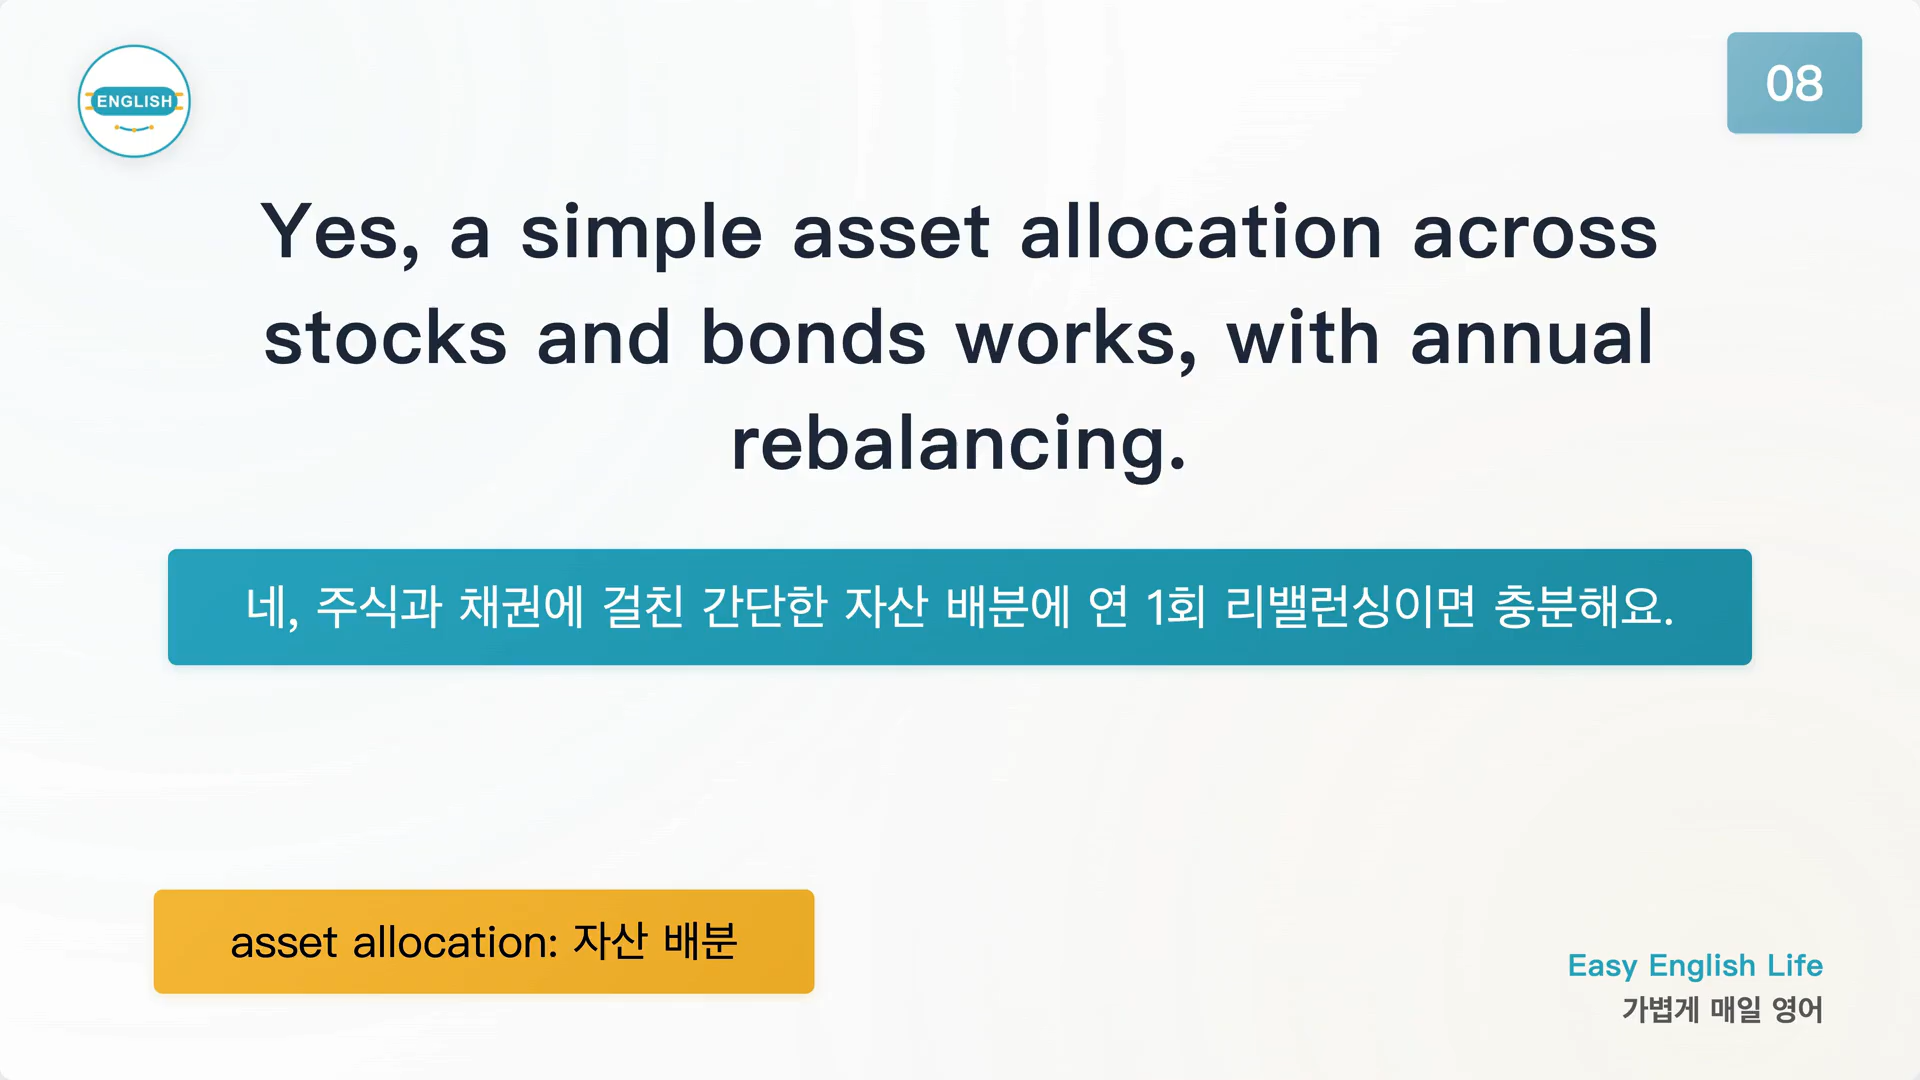 ENGLISH
08
Yes, a simple asset allocation across
stocks and bonds works, with annual
rebalancing.
네, 주식과 채권에 걸친 간단한 자산 배분에 연 1회 리밸런싱이면 충분해요.
asset allocation: 자산 배분
Easy English Life
가볍게 매일 영어